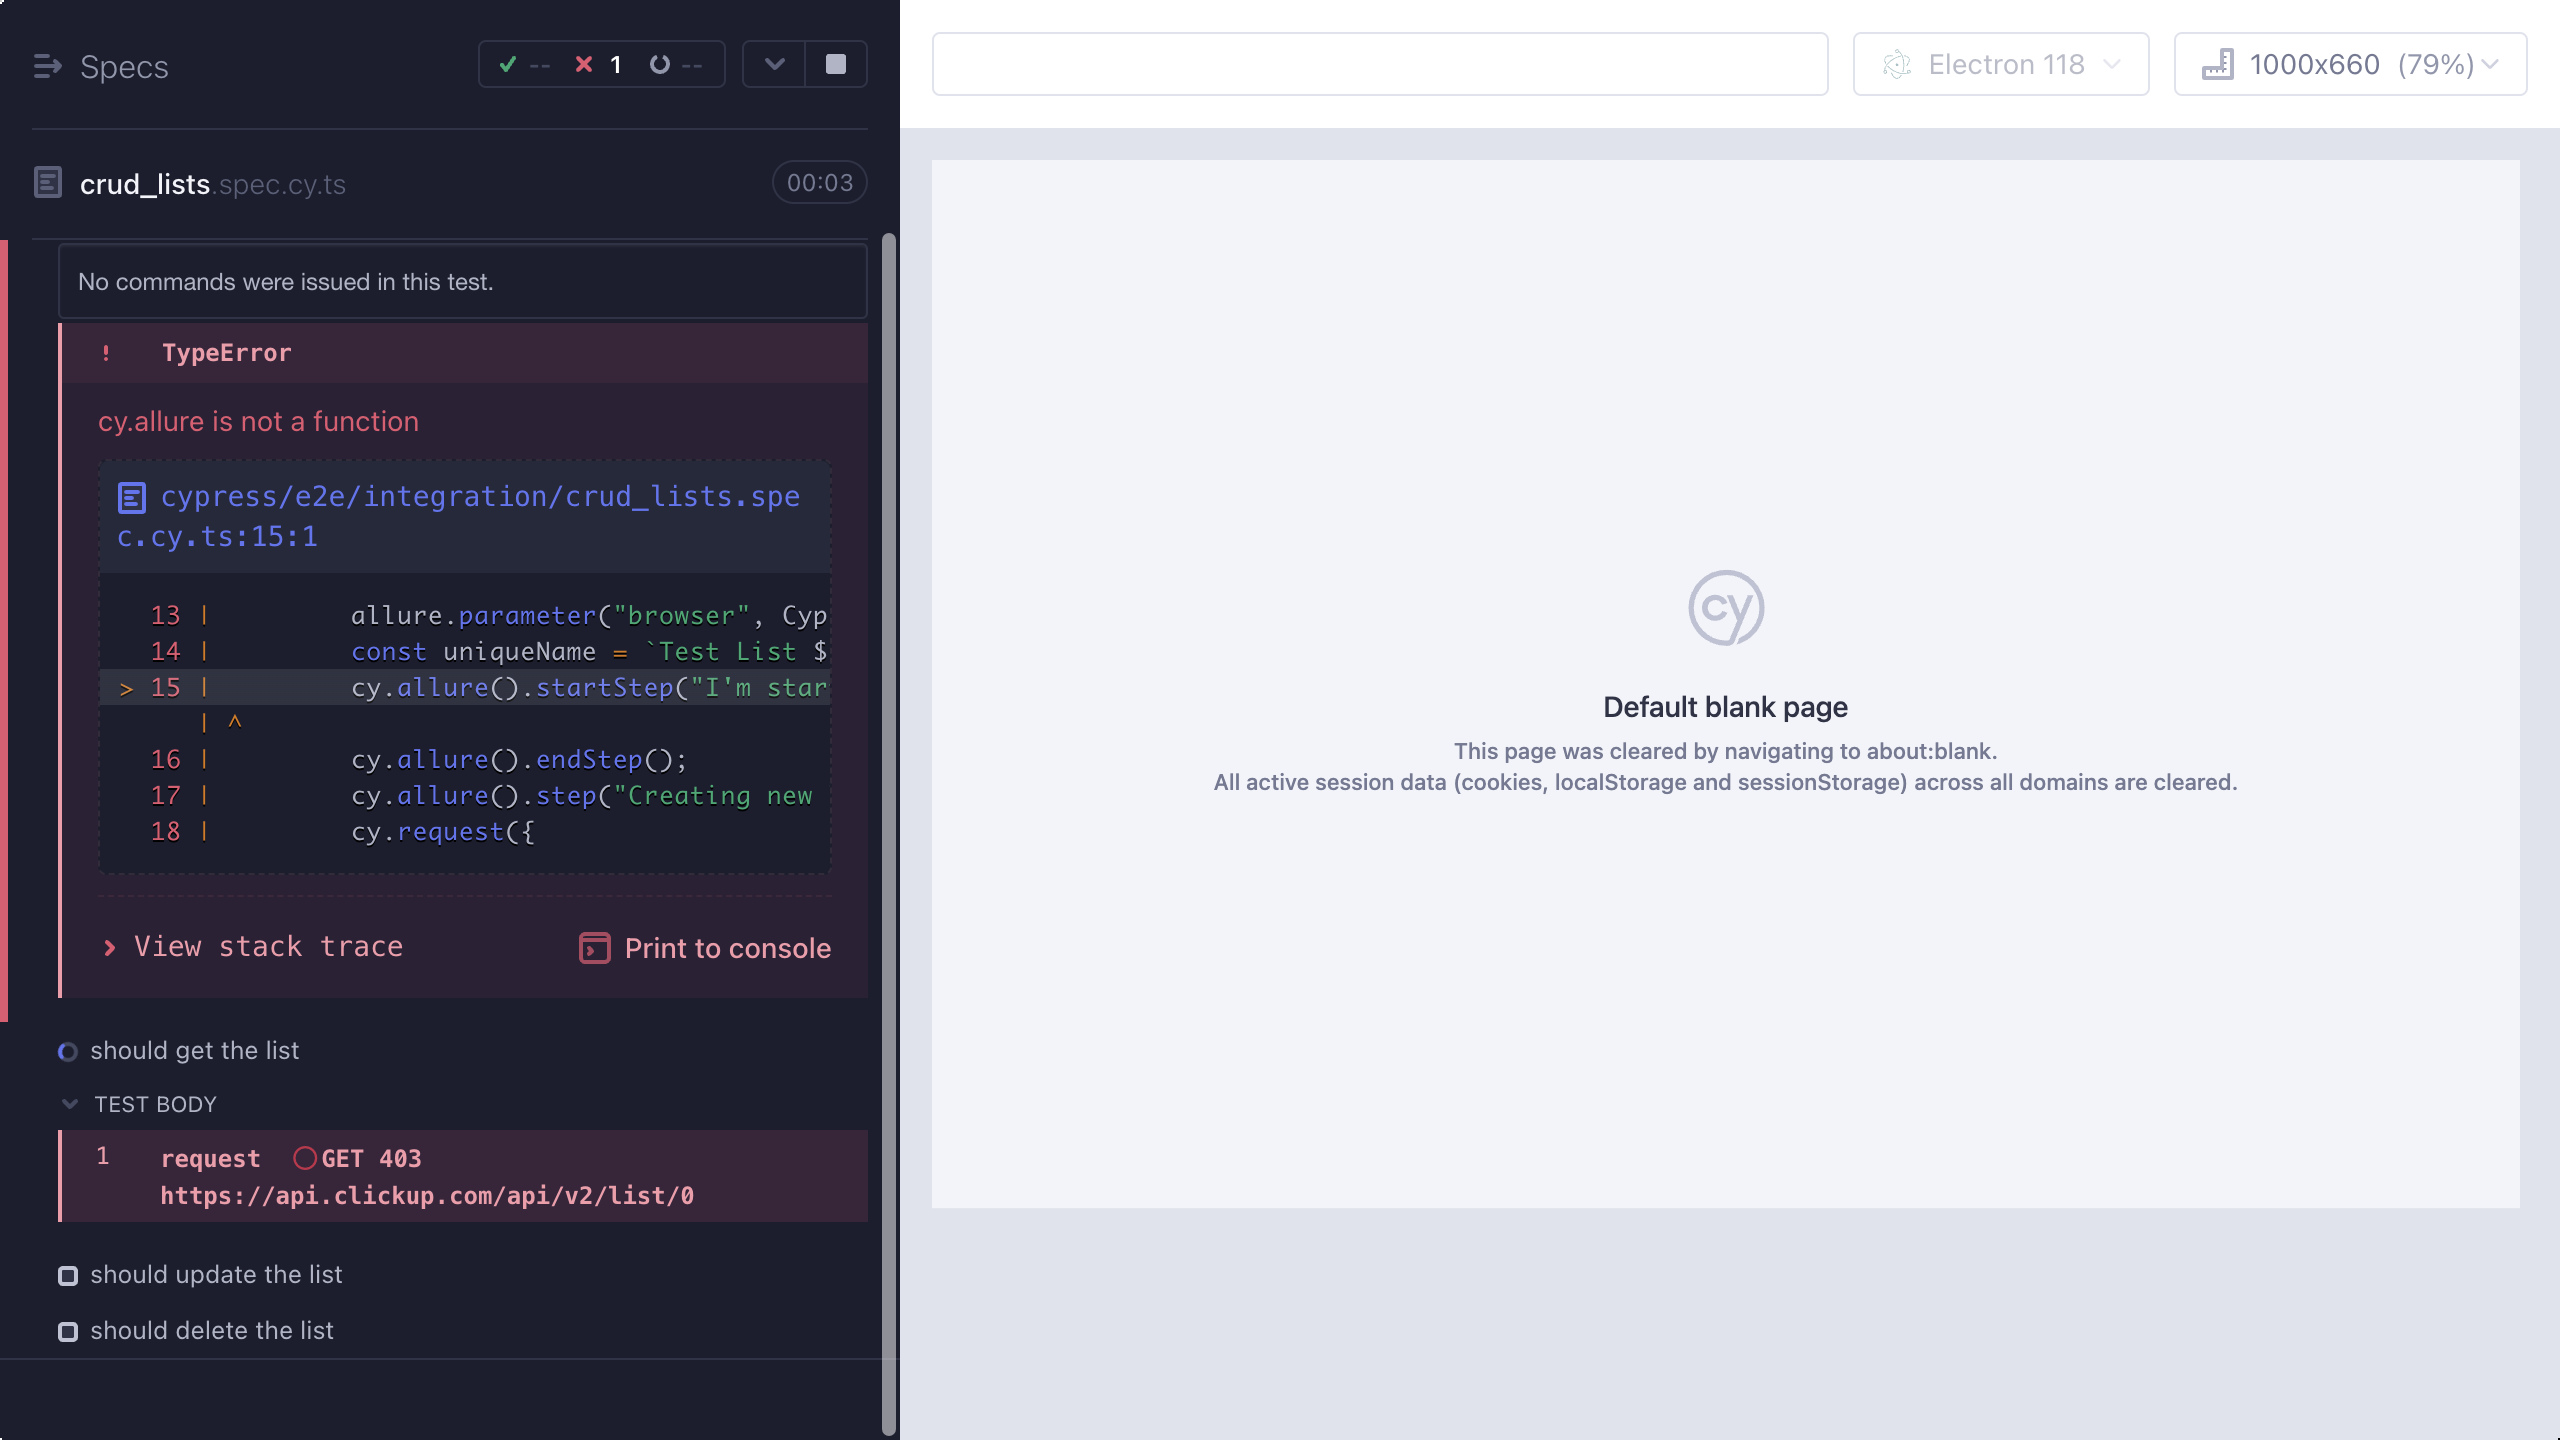 Specs
-- 1 --
crud_lists.spec.cy.ts
00:03
No commands were issued in this test.
! TypeError
cy.allure is not a function
cypress/e2e/integration/crud_lists.spe
c.cy.ts:15:1
13 | allure.parameter("browser", Cyp
14 | const uniqueName = `Test List $
> 15 | cy.allure().startStep("I'm star
| ^
16 | cy.allure().endStep();
17 | cy.allure().step("Creating new
18 | cy.request({
View stack trace
Print to console
should get the list
TEST BODY
1 request GET 403
https://api.clickup.com/api/v2/list/0
should update the list
should delete the list
Electron 118
1000x660 (79%)
cy
Default blank page
This page was cleared by navigating to about:blank.
All active session data (cookies, localStorage and sessionStorage) across all domains are cleared.